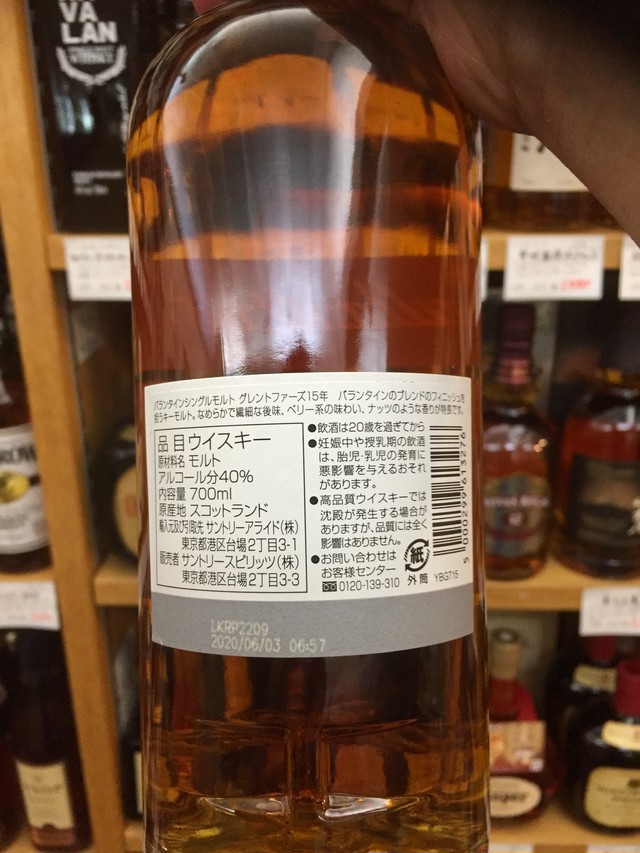 VA
LAN
バランタインシングルモルト グレントファーズ15年 バランタインのブレンドのフィニッシュを
担うキーモルト。なめらかで繊細な後味、ベリー系の味わい、ナッツのような香りが特長です。
品目 ウイスキー
原材料名 モルト
アルコール分40%
内容量 700ml
原産地 スコットランド
輸入元及び引取先 サントリーアライド(株)
東京都港区台場2丁目3-1
販売者 サントリースピリッツ(株)
東京都港区台場2丁目3-3
●飲酒は20歳を過ぎてから
●妊娠中や授乳期の飲酒
は、胎児・乳児の発育に
悪影響を与えるおそれ
があります。
●高品質ウイスキーでは
沈殿が発生する場合が
ありますが、品質には全く
影響はありません。
●お問い合わせは
お客様センター
0120-139-310
紙
外筒
YBGT15
5 000299 613276
LKRP2209
2020/06/03 06:57